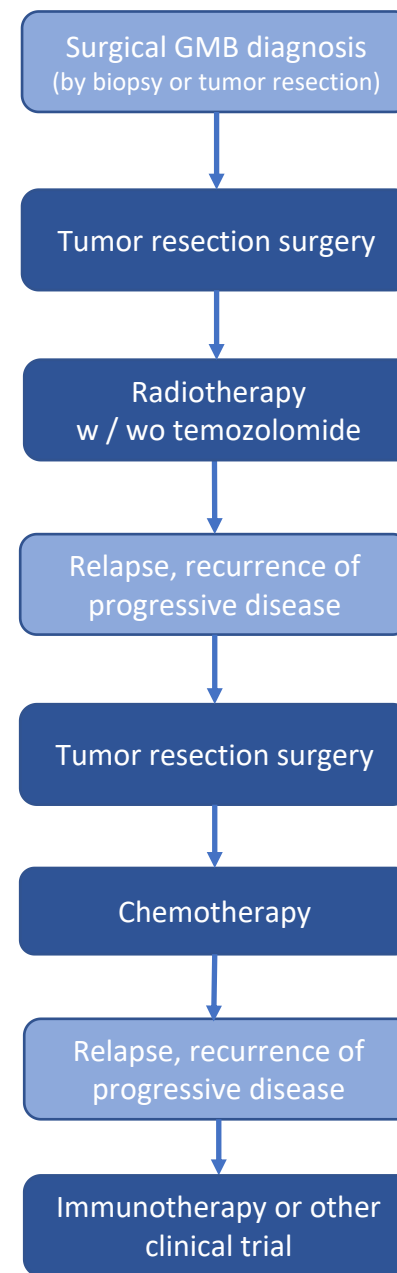 Surgical GMB diagnosis
(by biopsy or tumor resection)
Tumor resection surgery
Radiotherapy
w / wo temozolomide
Relapse, recurrence of
progressive disease
Tumor resection surgery
Chemotherapy
Relapse, recurrence of
progressive disease
Immunotherapy or other
clinical trial